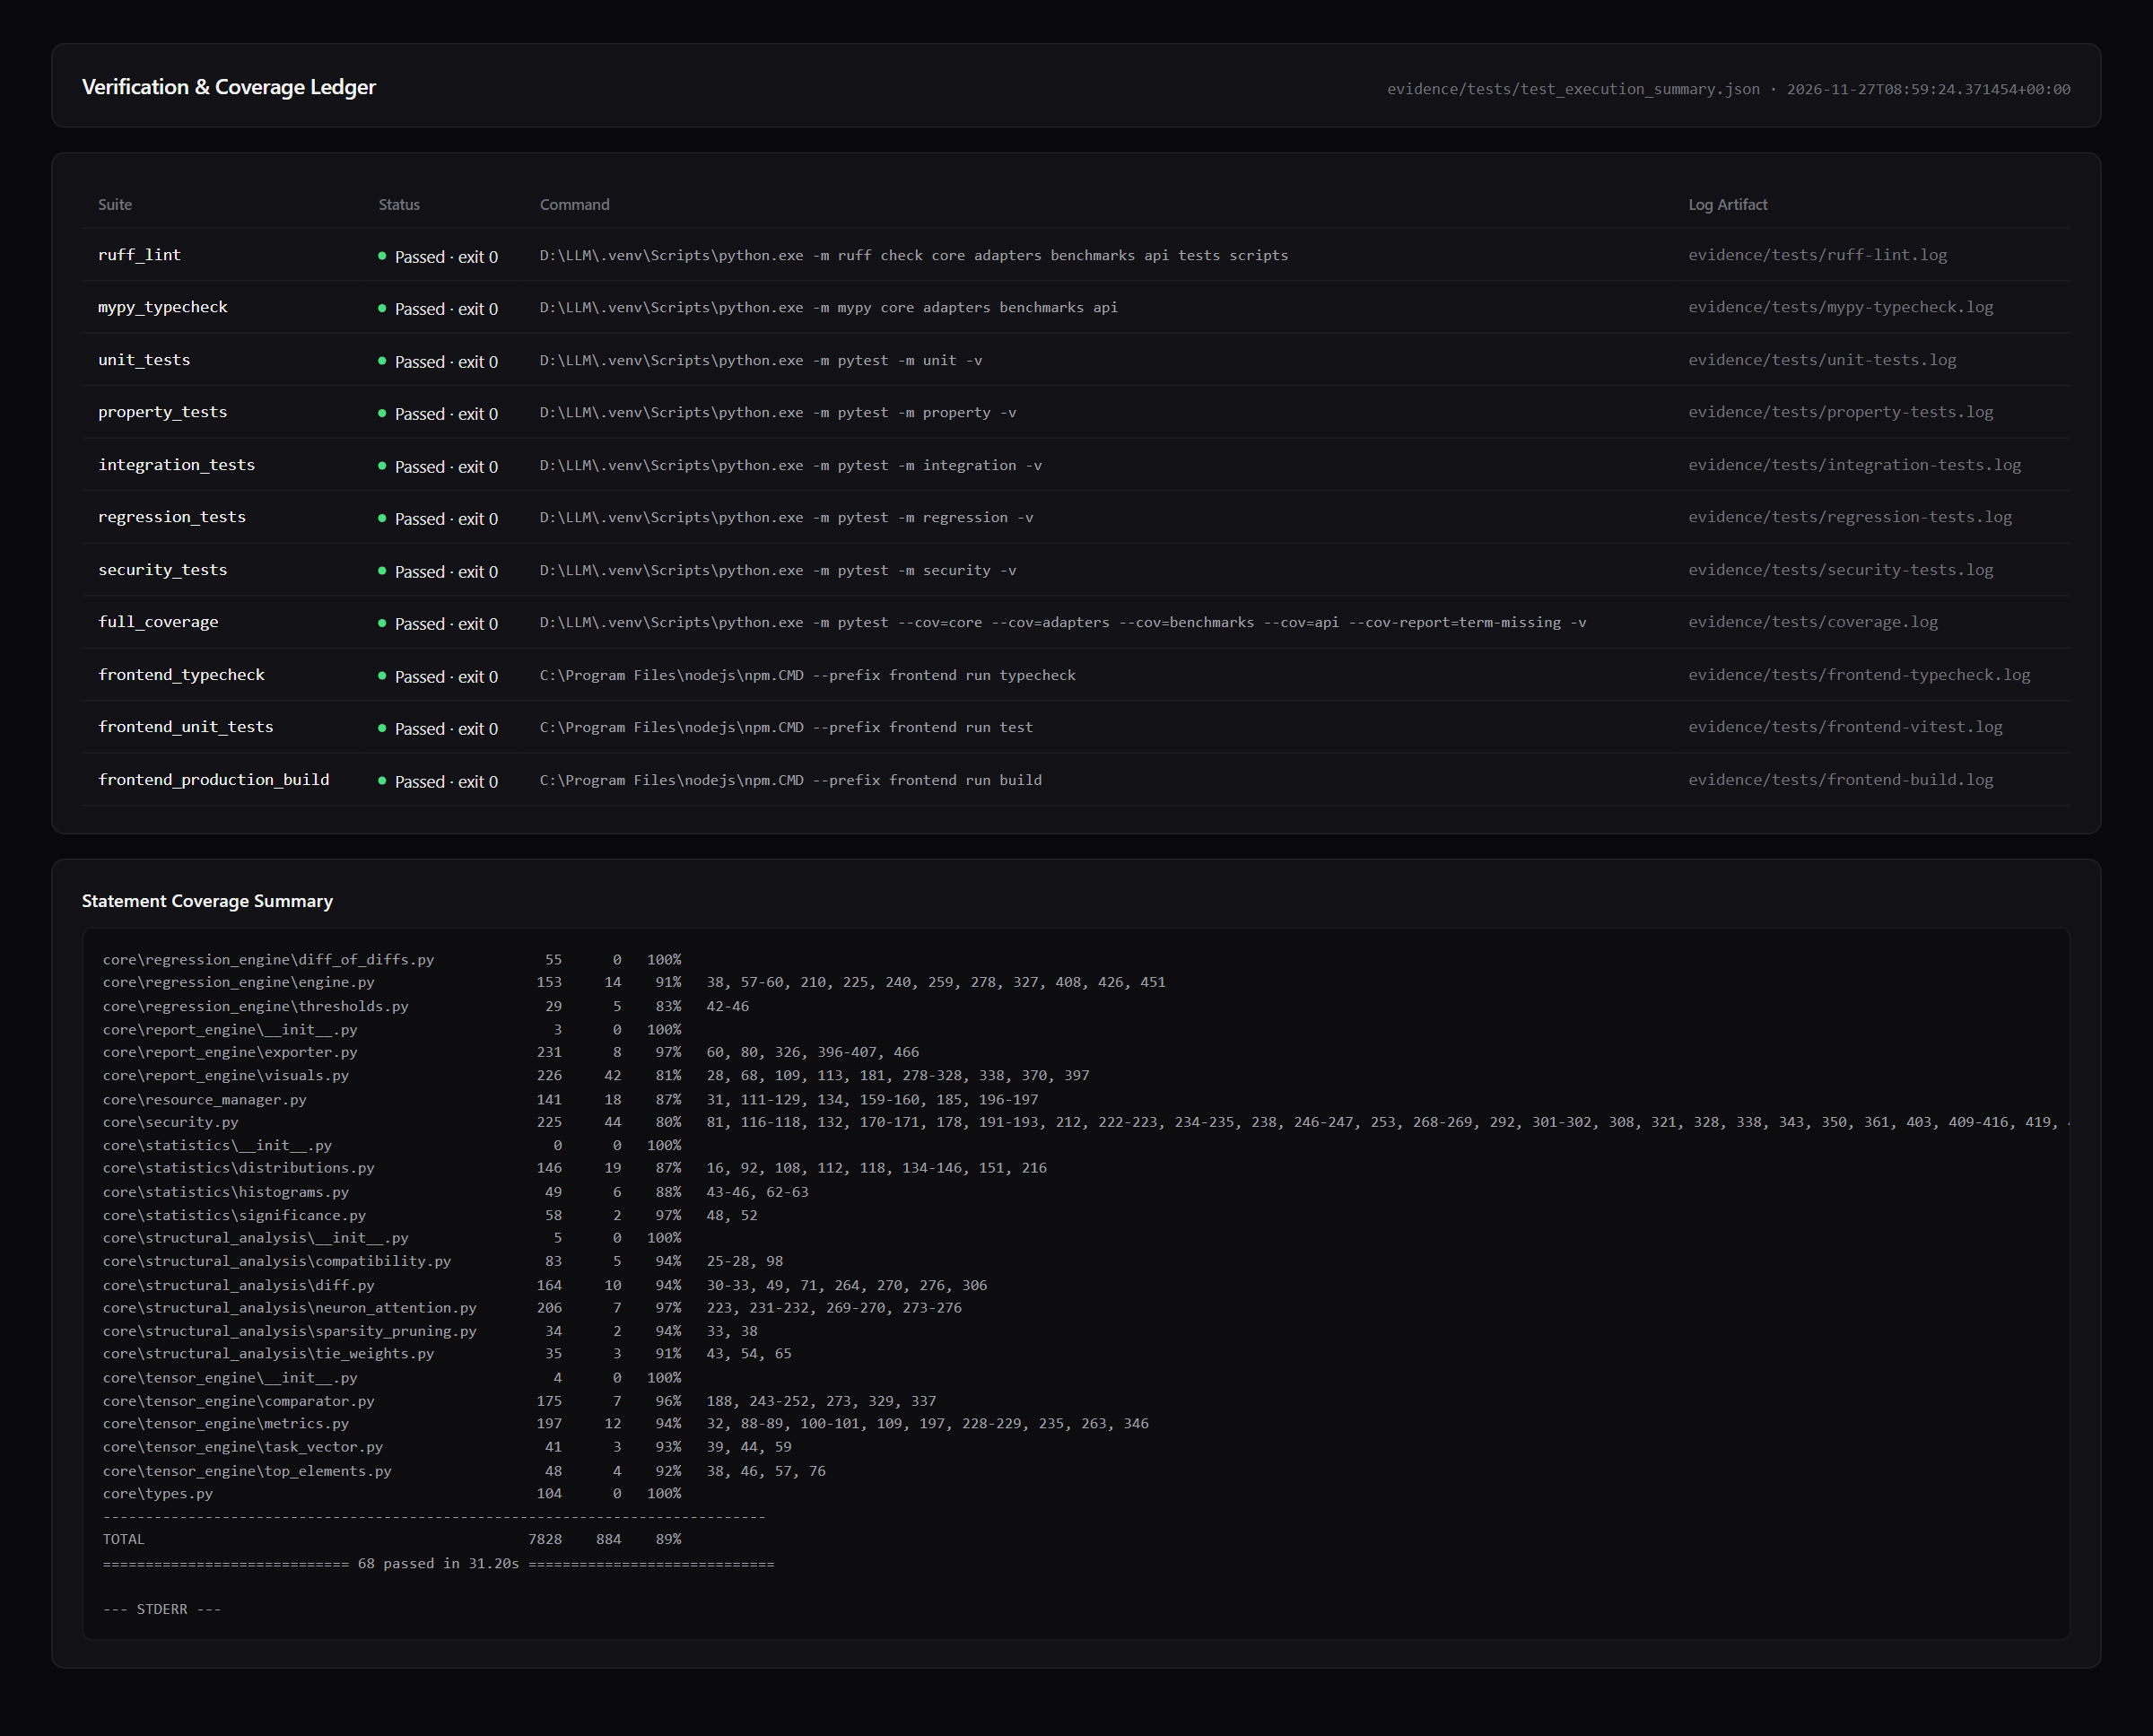 Verification & Coverage Ledger
evidence/tests/test_execution_summary.json · 2026-11-27T08:59:24.371454+00:00
Suite Status Command Log Artifact
ruff_lint Passed · exit 0 D:\LLM\.venv\Scripts\python.exe -m ruff check core adapters benchmarks api tests scripts evidence/tests/ruff-lint.log
mypy_typecheck Passed · exit 0 D:\LLM\.venv\Scripts\python.exe -m mypy core adapters benchmarks api evidence/tests/mypy-typecheck.log
unit_tests Passed · exit 0 D:\LLM\.venv\Scripts\python.exe -m pytest -m unit -v evidence/tests/unit-tests.log
property_tests Passed · exit 0 D:\LLM\.venv\Scripts\python.exe -m pytest -m property -v evidence/tests/property-tests.log
integration_tests Passed · exit 0 D:\LLM\.venv\Scripts\python.exe -m pytest -m integration -v evidence/tests/integration-tests.log
regression_tests Passed · exit 0 D:\LLM\.venv\Scripts\python.exe -m pytest -m regression -v evidence/tests/regression-tests.log
security_tests Passed · exit 0 D:\LLM\.venv\Scripts\python.exe -m pytest -m security -v evidence/tests/security-tests.log
full_coverage Passed · exit 0 D:\LLM\.venv\Scripts\python.exe -m pytest --cov=core --cov=adapters --cov=benchmarks --cov=api --cov-report=term-missing -v evidence/tests/coverage.log
frontend_typecheck Passed · exit 0 C:\Program Files\nodejs\npm.CMD --prefix frontend run typecheck evidence/tests/frontend-typecheck.log
frontend_unit_tests Passed · exit 0 C:\Program Files\nodejs\npm.CMD --prefix frontend run test evidence/tests/frontend-vitest.log
frontend_production_build Passed · exit 0 C:\Program Files\nodejs\npm.CMD --prefix frontend run build evidence/tests/frontend-build.log
Statement Coverage Summary
core\regression_engine\diff_of_diffs.py 55 0 100%
core\regression_engine\engine.py 153 14 91% 38, 57-60, 210, 225, 240, 259, 278, 327, 408, 426, 451
core\regression_engine\thresholds.py 29 5 83% 42-46
core\report_engine\__init__.py 3 0 100%
core\report_engine\exporter.py 231 8 97% 60, 80, 326, 396-407, 466
core\report_engine\visuals.py 226 42 81% 28, 68, 109, 113, 181, 278-328, 338, 370, 397
core\resource_manager.py 141 18 87% 31, 111-129, 134, 159-160, 185, 196-197
core\security.py 225 44 80% 81, 116-118, 132, 170-171, 178, 191-193, 212, 222-223, 234-235, 238, 246-247, 253, 268-269, 292, 301-302, 308, 321, 328, 338, 343, 350, 361, 403, 409-416, 419,
core\statistics\__init__.py 0 0 100%
core\statistics\distributions.py 146 19 87% 16, 92, 108, 112, 118, 134-146, 151, 216
core\statistics\histograms.py 49 6 88% 43-46, 62-63
core\statistics\significance.py 58 2 97% 48, 52
core\structural_analysis\__init__.py 5 0 100%
core\structural_analysis\compatibility.py 83 5 94% 25-28, 98
core\structural_analysis\diff.py 164 10 94% 30-33, 49, 71, 264, 270, 276, 306
core\structural_analysis\neuron_attention.py 206 7 97% 223, 231-232, 269-270, 273-276
core\structural_analysis\sparsity_pruning.py 34 2 94% 33, 38
core\structural_analysis\tie_weights.py 35 3 91% 43, 54, 65
core\tensor_engine\__init__.py 4 0 100%
core\tensor_engine\comparator.py 175 7 96% 188, 243-252, 273, 329, 337
core\tensor_engine\metrics.py 197 12 94% 32, 88-89, 100-101, 109, 197, 228-229, 235, 263, 346
core\tensor_engine\task_vector.py 41 3 93% 39, 44, 59
core\tensor_engine\top_elements.py 48 4 92% 38, 46, 57, 76
core\types.py 104 0 100%
------------------------------------------------------------------------------
TOTAL 7828 884 89%
============================= 68 passed in 31.20s =============================
--- STDERR ---